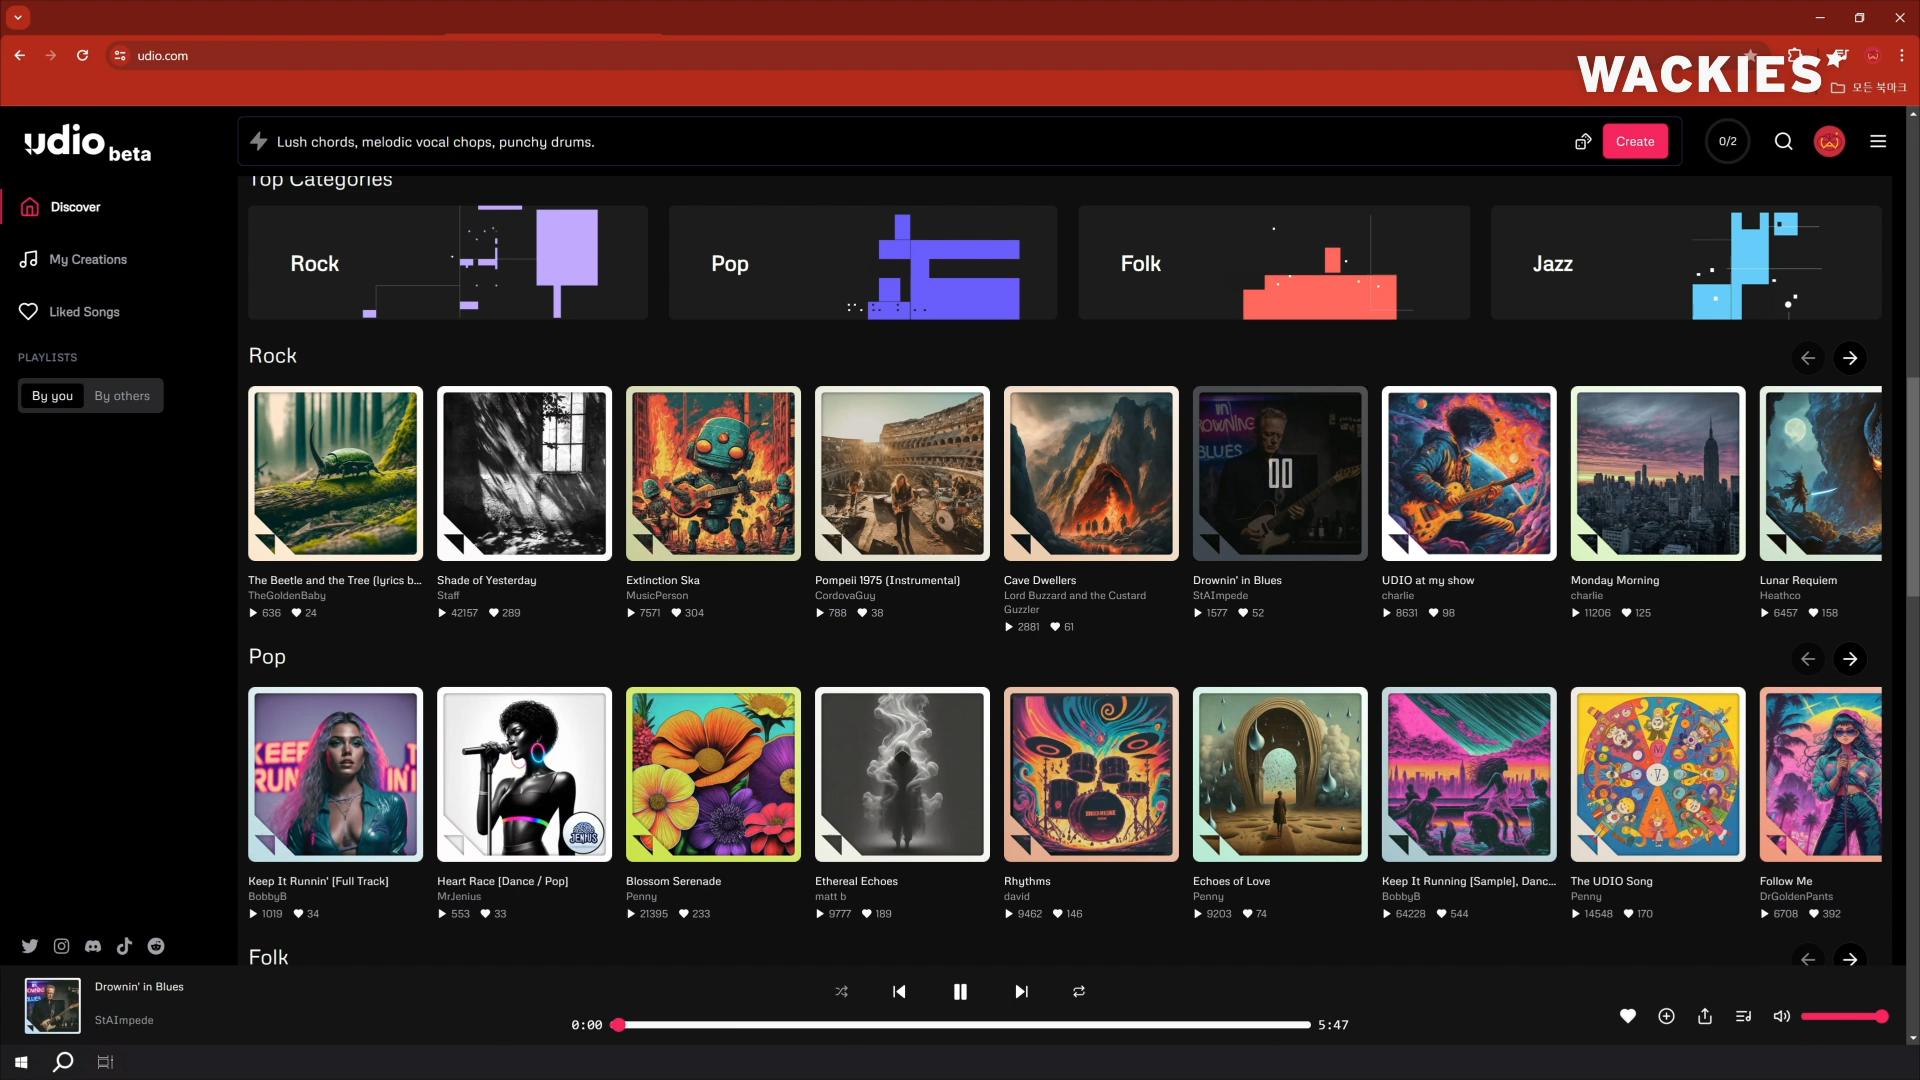 udio.com
WACKIES
모든 북마크
udio beta
Lush chords, melodic vocal chops, punchy drums.
Create
0/2
Discover
My Creations
Liked Songs
PLAYLISTS
By you
By others
Top Categories
Rock
Pop
Folk
Jazz
Rock
The Beetle and the Tree (lyrics b...
TheGoldenBaby
636 24
Shade of Yesterday
Staff
42157 289
Extinction Ska
MusicPerson
7571 304
Pompeii 1975 (Instrumental)
CordovaGuy
788 38
Cave Dwellers
Lord Buzzard and the Custard
Guzzler
2881 61
BLUES
Drownin' in Blues
StAImpede
1577 52
UDIO at my show
charlie
8631 98
Monday Morning
charlie
11206 125
Lunar Requiem
Heathco
6457 158
Pop
KEEP
RUN
Keep It Runnin' [Full Track]
BobbyB
1019 34
JENIUS
Heart Race [Dance / Pop]
MrJenius
553 33
Blossom Serenade
Penny
21395 233
Ethereal Echoes
matt b
9777 189
Rhythms
david
9462 146
Echoes of Love
Penny
9203 74
Keep It Running [Sample], Danc...
BobbyB
64228 544
The UDIO Song
Penny
14548 170
Follow Me
DrGoldenPants
6708 392
Folk
Drownin' in Blues
StAImpede
0:00
5:47